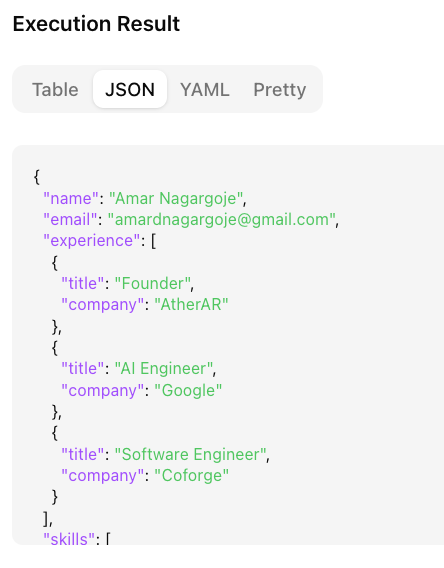 Execution Result
Table JSON YAML Pretty
{
"name": "Amar Nagargoje",
"email": "amardnagargoje@gmail.com",
"experience": [
{
"title": "Founder",
"company": "AtherAR"
},
{
"title": "AI Engineer",
"company": "Google"
},
{
"title": "Software Engineer",
"company": "Coforge"
}
],
"skills": [